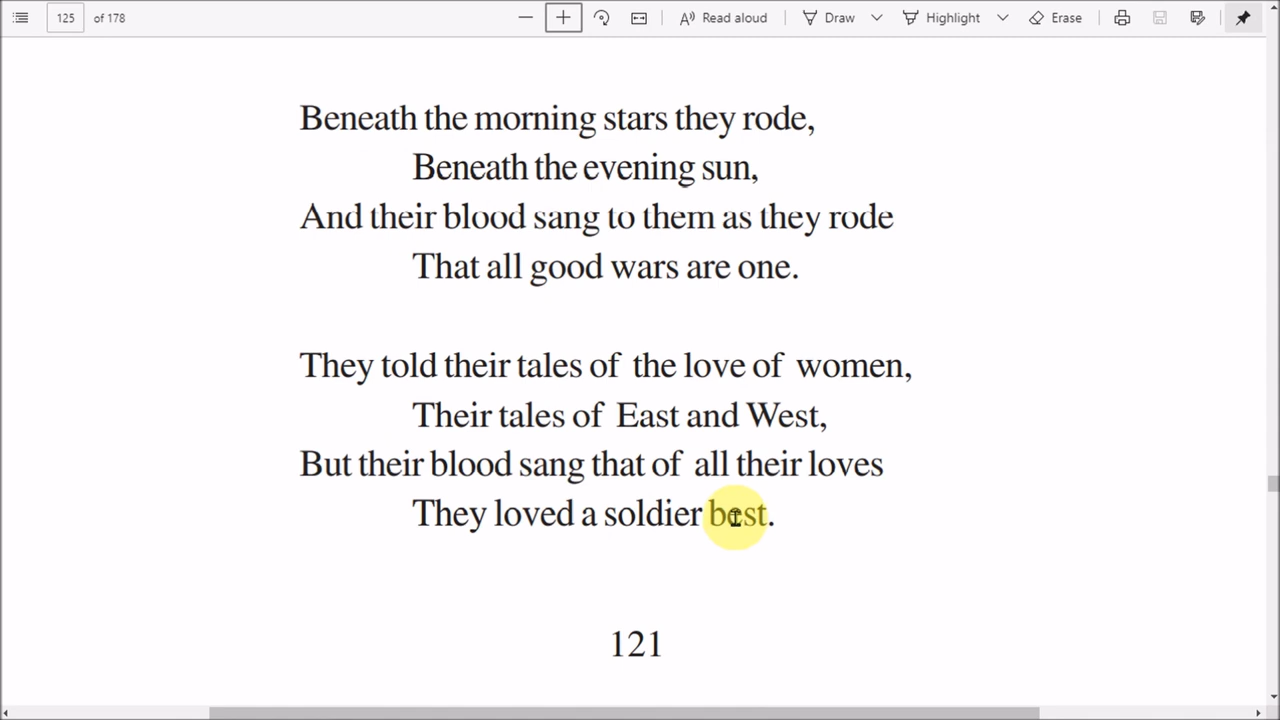 125 of 178 Read aloud Draw Highlight Erase
Beneath the morning stars they rode,
Beneath the evening sun,
And their blood sang to them as they rode
That all good wars are one.
They told their tales of the love of women,
Their tales of East and West,
But their blood sang that of all their loves
They loved a soldier best.
121